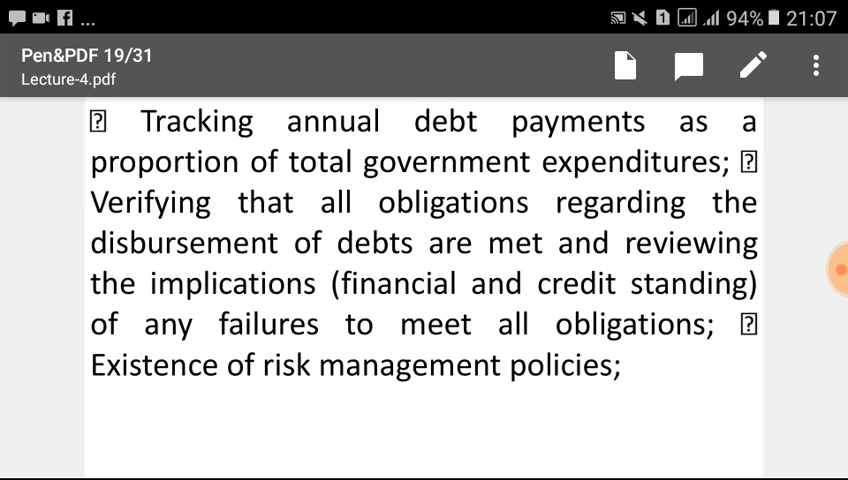 ... 1 94% 21:07
Pen&PDF 19/31
Lecture-4.pdf
⍰ Tracking annual debt payments as a
proportion of total government expenditures; ⍰
Verifying that all obligations regarding the
disbursement of debts are met and reviewing
the implications (financial and credit standing)
of any failures to meet all obligations; ⍰
Existence of risk management policies;